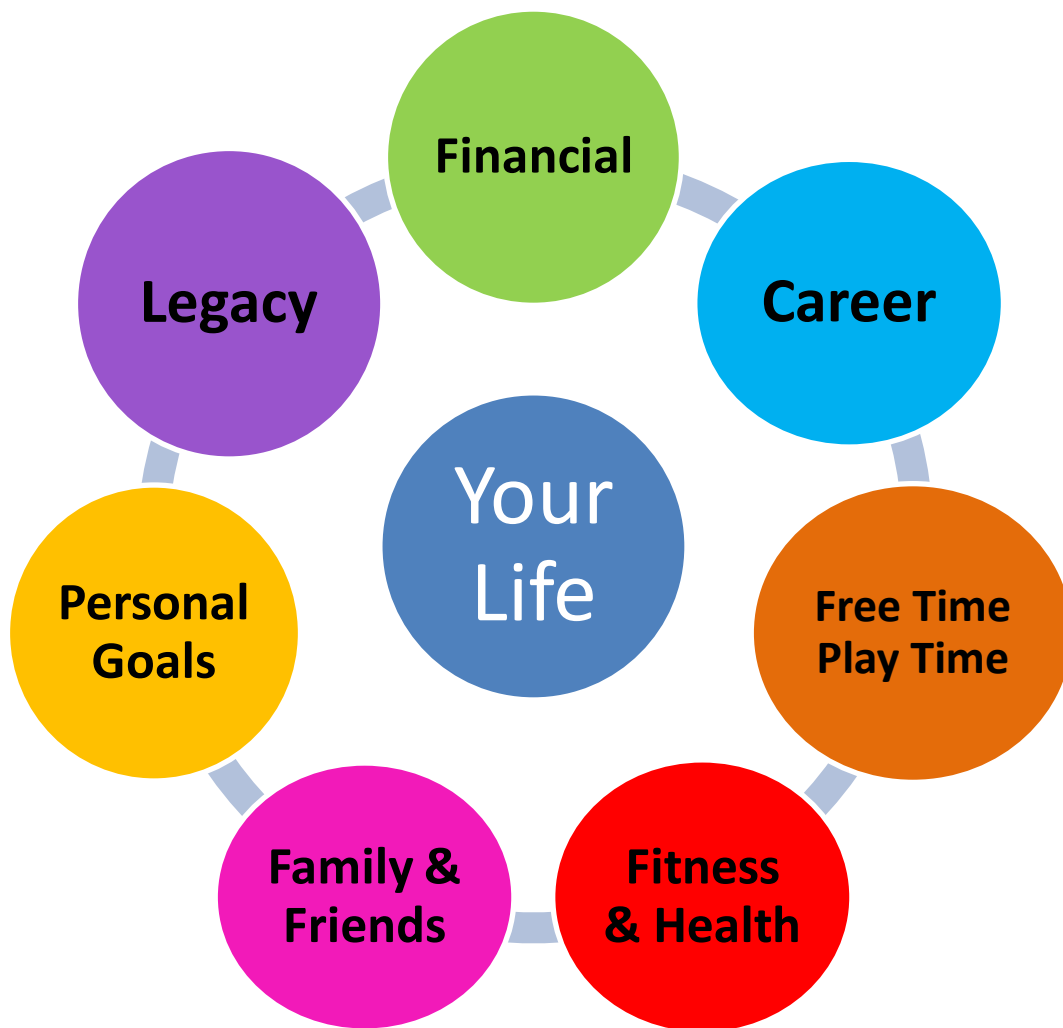 Financial
Career
Free Time
Play Time
Fitness
& Health
Family &
Friends
Personal
Goals
Legacy
Your
Life